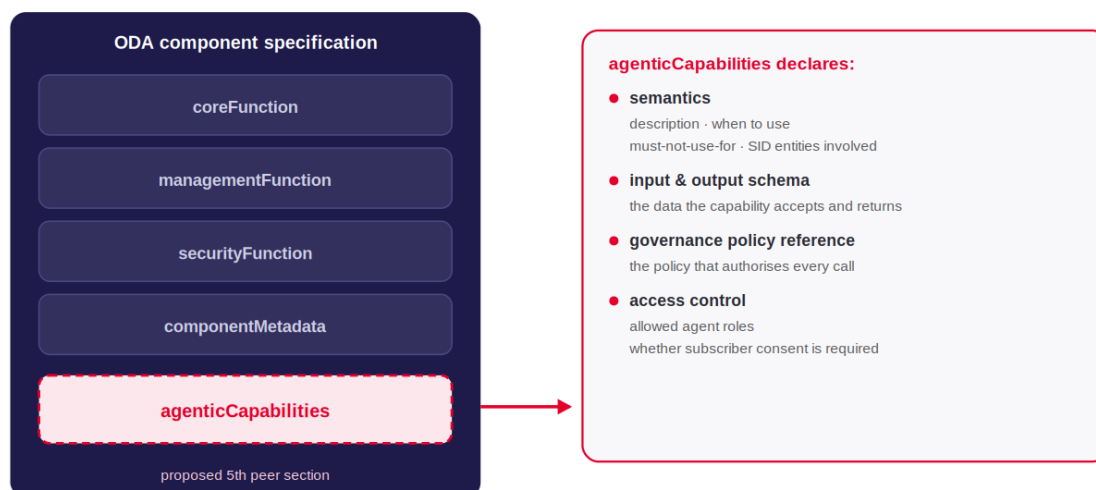 ODA component specification
coreFunction
managementFunction
securityFunction
componentMetadata
agenticCapabilities
proposed 5th peer section
agenticCapabilities declares:
semantics
description · when to use
must-not-use-for · SID entities involved
input & output schema
the data the capability accepts and returns
governance policy reference
the policy that authorises every call
access control
allowed agent roles
whether subscriber consent is required